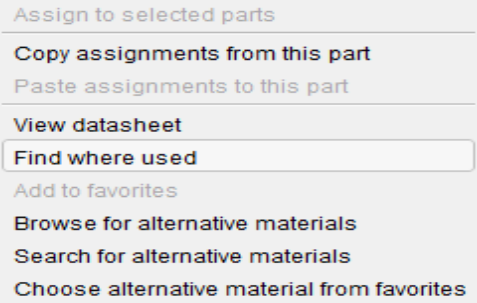 Assign to selected parts
Copy assignments from this part
Paste assignments to this part
View datasheet
Find where used
Add to favorites
Browse for alternative materials
Search for alternative materials
Choose alternative material from favorites